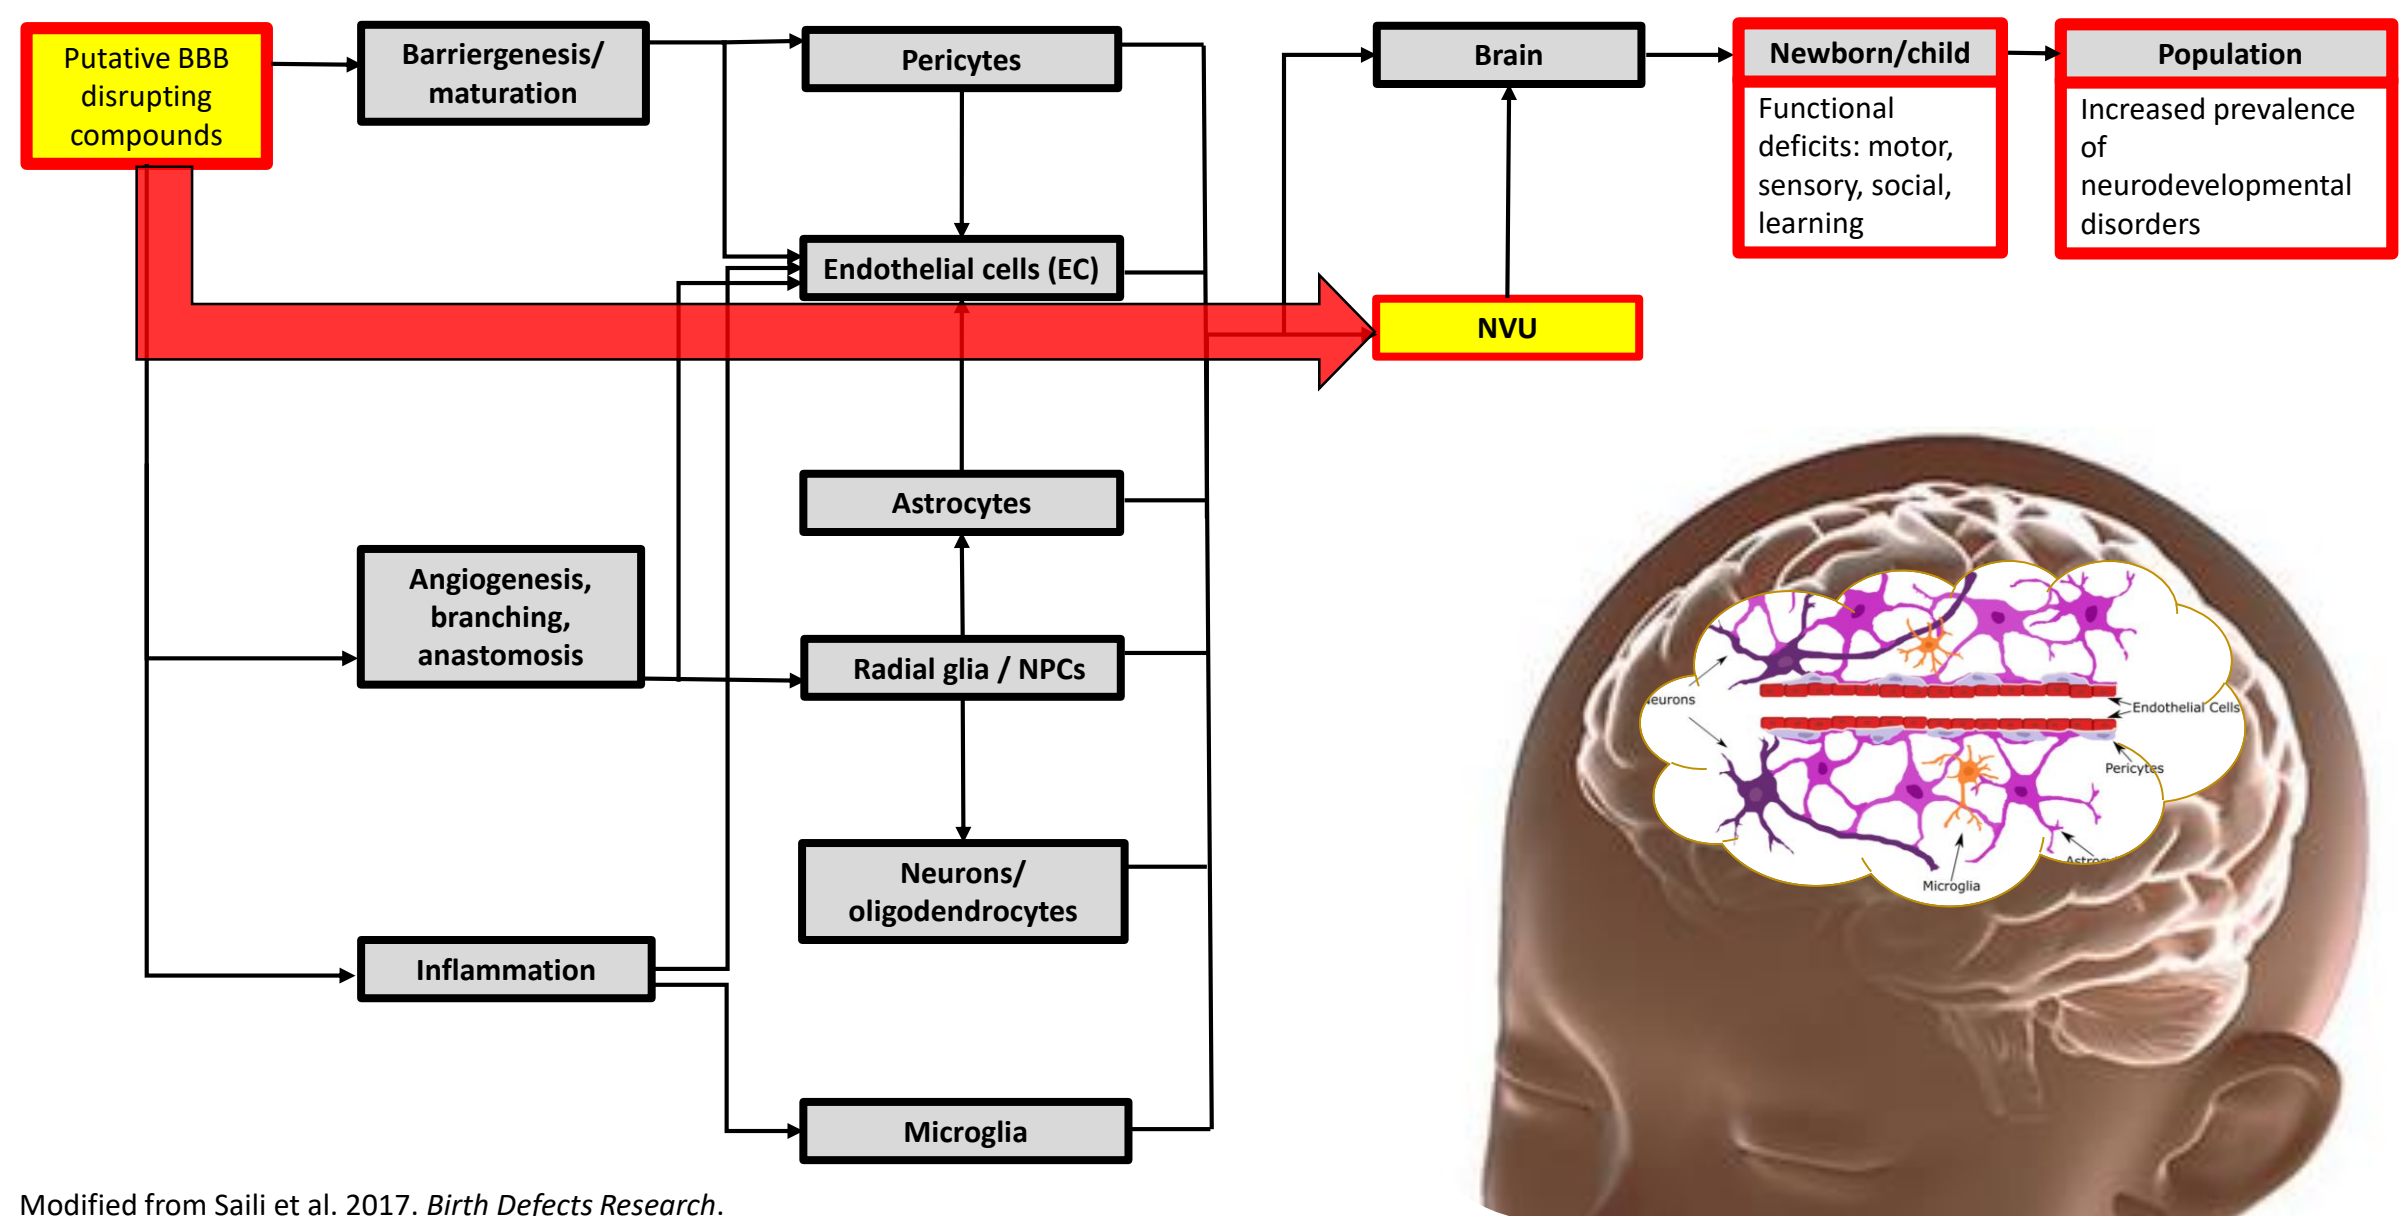 Putative BBB
disrupting
compounds
Barriergenesis/
maturation
Pericytes
Endothelial cells (EC)
Astrocytes
Angiogenesis,
branching,
anastomosis
Radial glia / NPCs
Neurons/
oligodendrocytes
Inflammation
Microglia
Brain
NVU
Newborn/child
Functional
deficits: motor,
sensory, social,
learning
Population
Increased prevalence
of
neurodevelopmental
disorders
eurons
Endothelial Cells
Pericytes
Microglia
Modified from Saili et al. 2017. Birth Defects Research.